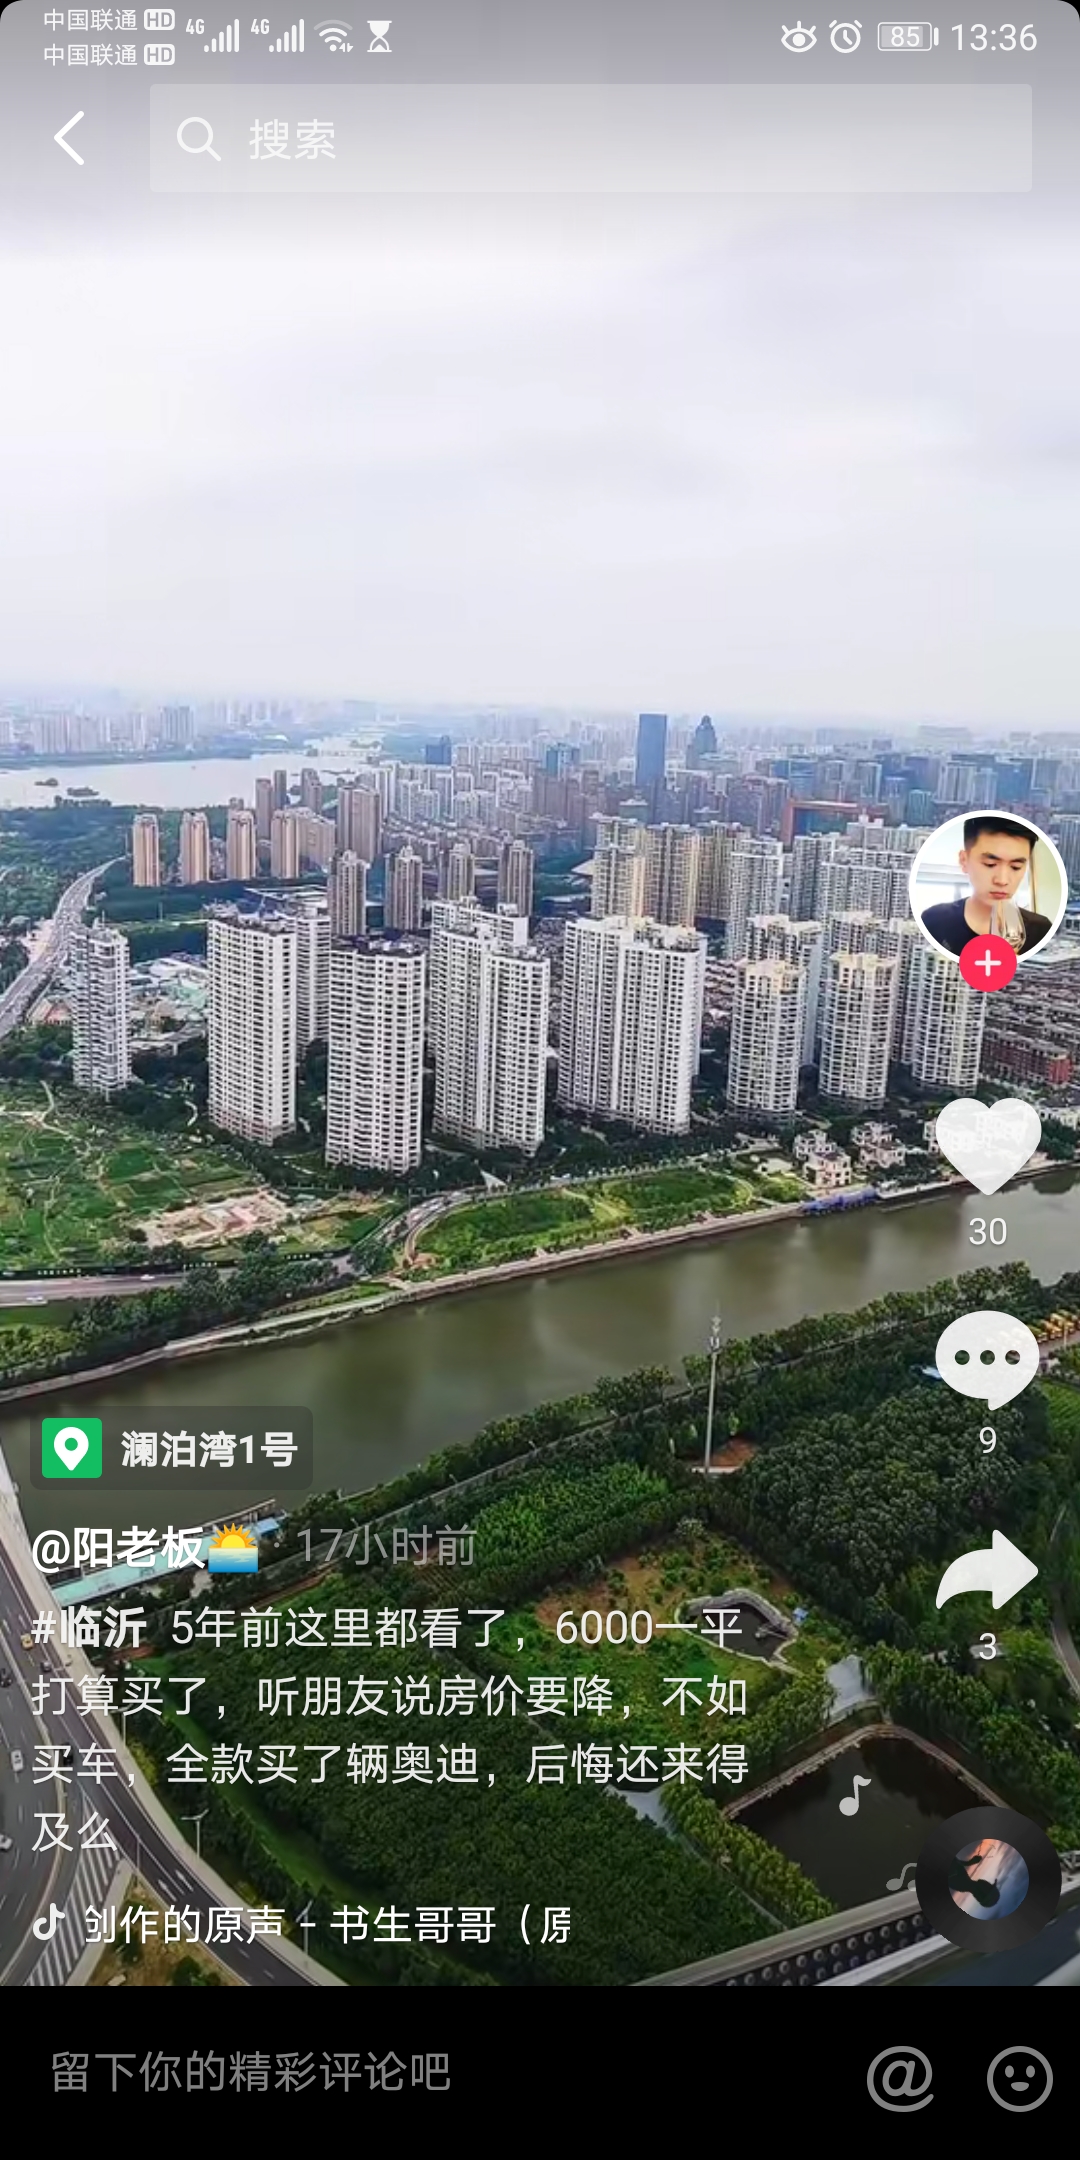 中国联通 HD 4G 4G 85 13:36
中国联通 HD
搜索
30
9
澜泊湾1号
@阳老板 · 17小时前
#临沂 5年前这里都看了，6000一平
打算买了，听朋友说房价要降，不如
买车，全款买了辆奥迪，后悔还来得
及么
3
创作的原声 - 书生哥哥（原
留下你的精彩评论吧